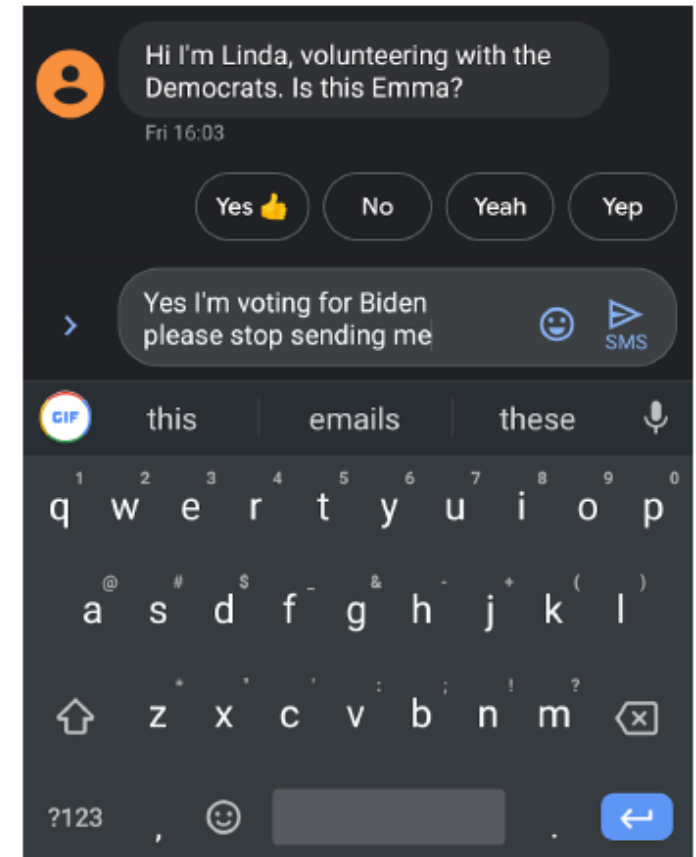 Hi I'm Linda, volunteering with the
Democrats. Is this Emma?
Fri 16:03
Yes 👍 No Yeah Yep
Yes I'm voting for Biden
please stop sending me
SMS
GIF this emails these
1 2 3 4 5 6 7 8 9 0
q w e r t y u i o p
@ # $ _ & - + ( )
a s d f g h j k l
* " ' : ; ! ?
z x c v b n m
?123 , .